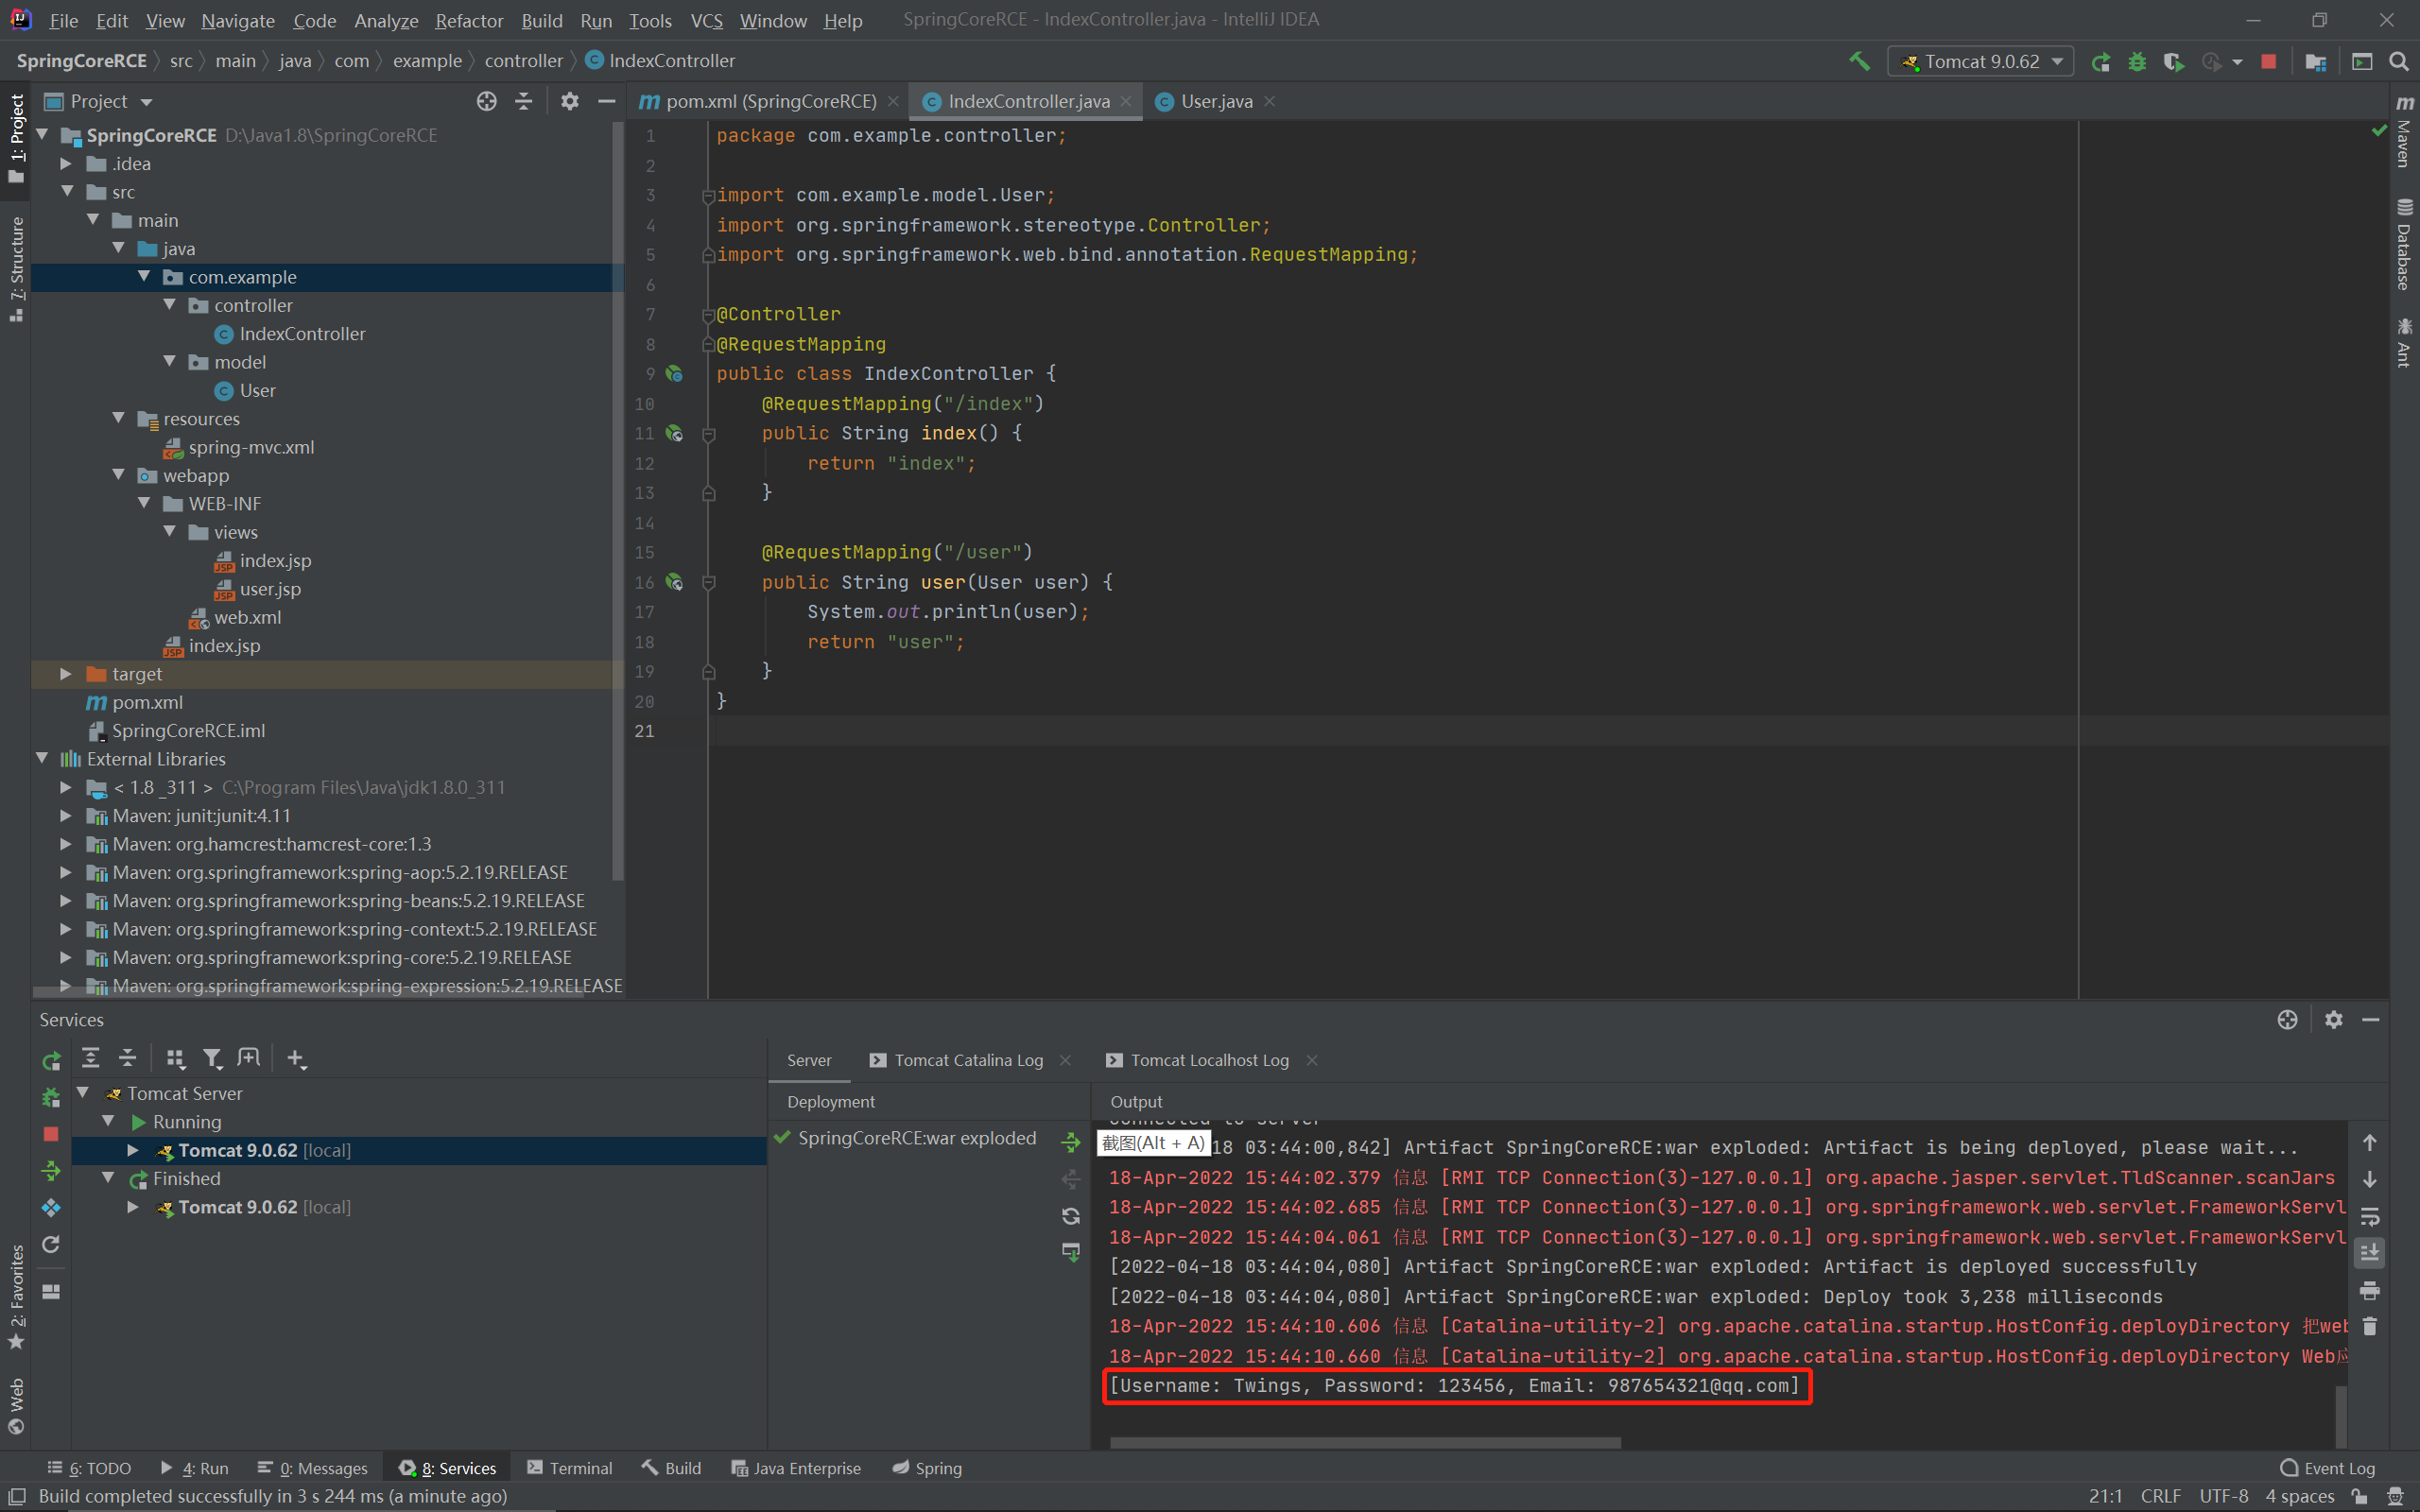 File Edit View Navigate Code Analyze Refactor Build Run Tools VCS Window Help SpringCoreRCE - IndexController.java - IntelliJ IDEA
SpringCoreRCE src main java com example controller IndexController Tomcat 9.0.62
Project
SpringCoreRCE D:\Java1.8\SpringCoreRCE
.idea
src
main
java
com.example
controller
IndexController
model
User
resources
spring-mvc.xml
webapp
WEB-INF
views
index.jsp
user.jsp
web.xml
index.jsp
target
pom.xml
SpringCoreRCE.iml
External Libraries
< 1.8 _311 > C:\Program Files\Java\jdk1.8.0_311
Maven: junit:junit:4.11
Maven: org.hamcrest:hamcrest-core:1.3
Maven: org.springframework:spring-aop:5.2.19.RELEASE
Maven: org.springframework:spring-beans:5.2.19.RELEASE
Maven: org.springframework:spring-context:5.2.19.RELEASE
Maven: org.springframework:spring-core:5.2.19.RELEASE
Maven: org.springframework:spring-expression:5.2.19.RELEASE
1: Project
7: Structure
2: Favorites
Web
pom.xml (SpringCoreRCE) IndexController.java User.java
1 package com.example.controller;
2
3 import com.example.model.User;
4 import org.springframework.stereotype.Controller;
5 import org.springframework.web.bind.annotation.RequestMapping;
6
7 @Controller
8 @RequestMapping
9 public class IndexController {
10 @RequestMapping("/index")
11 public String index() {
12 return "index";
13 }
14
15 @RequestMapping("/user")
16 public String user(User user) {
17 System.out.println(user);
18 return "user";
19 }
20 }
21
Maven
Database
Ant
Services
Tomcat Server
Running
Tomcat 9.0.62 [local]
Finished
Tomcat 9.0.62 [local]
Server Tomcat Catalina Log Tomcat Localhost Log
Deployment
SpringCoreRCE:war exploded
Output
Connected to server
截图(Alt + A)
18 03:44:00,842] Artifact SpringCoreRCE:war exploded: Artifact is being deployed, please wait...
18-Apr-2022 15:44:02.379 信息 [RMI TCP Connection(3)-127.0.0.1] org.apache.jasper.servlet.TldScanner.scanJars
18-Apr-2022 15:44:02.685 信息 [RMI TCP Connection(3)-127.0.0.1] org.springframework.web.servlet.FrameworkServl
18-Apr-2022 15:44:04.061 信息 [RMI TCP Connection(3)-127.0.0.1] org.springframework.web.servlet.FrameworkServl
[2022-04-18 03:44:04,080] Artifact SpringCoreRCE:war exploded: Artifact is deployed successfully
[2022-04-18 03:44:04,080] Artifact SpringCoreRCE:war exploded: Deploy took 3,238 milliseconds
18-Apr-2022 15:44:10.606 信息 [Catalina-utility-2] org.apache.catalina.startup.HostConfig.deployDirectory 把web
18-Apr-2022 15:44:10.660 信息 [Catalina-utility-2] org.apache.catalina.startup.HostConfig.deployDirectory Web应
[Username: Twings, Password: 123456, Email: 987654321@qq.com]
6: TODO 4: Run 0: Messages 8: Services Terminal Build Java Enterprise Spring Event Log
Build completed successfully in 3 s 244 ms (a minute ago) 21:1 CRLF UTF-8 4 spaces